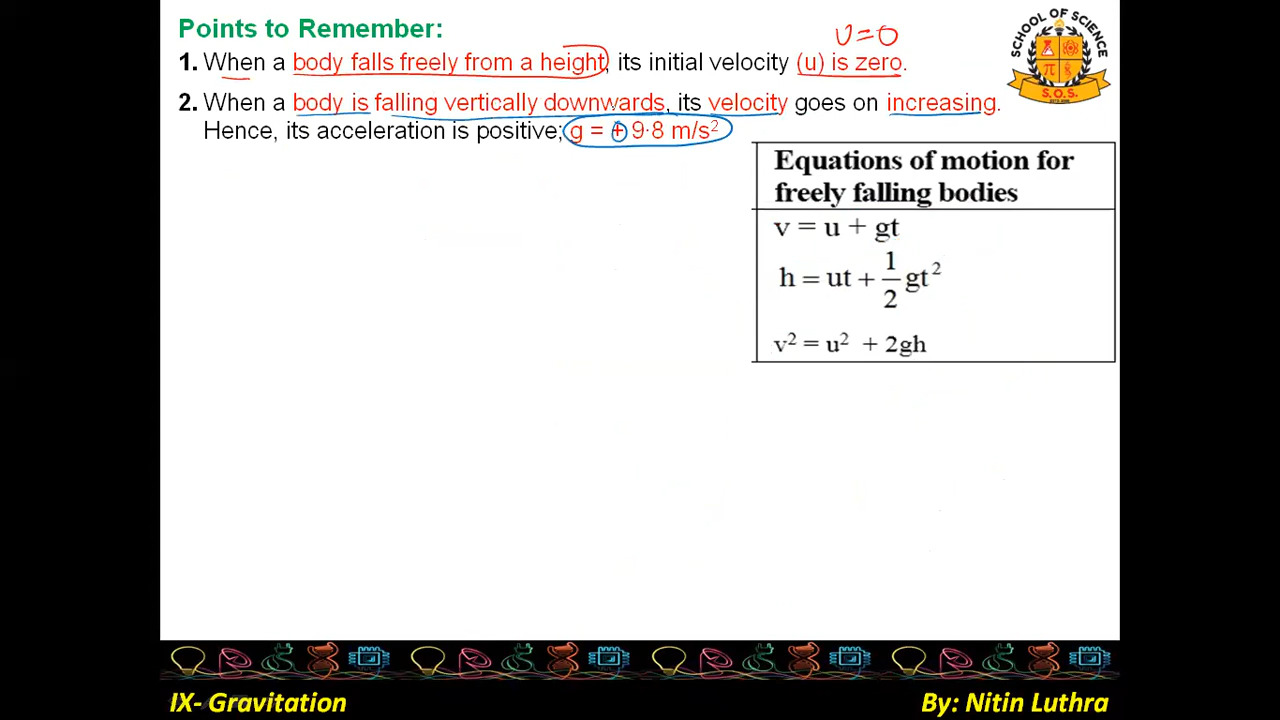 Points to Remember:
υ=0
1. When a body falls freely from a height, its initial velocity (u) is zero.
2. When a body is falling vertically downwards, its velocity goes on increasing.
Hence, its acceleration is positive; g = + 9·8 m/s²
SCHOOL OF SCIENCE
S.O.S.
Equations of motion for
freely falling bodies
v = u + gt
h = ut + 1/2 gt²
v² = u² + 2gh
IX- Gravitation
By: Nitin Luthra